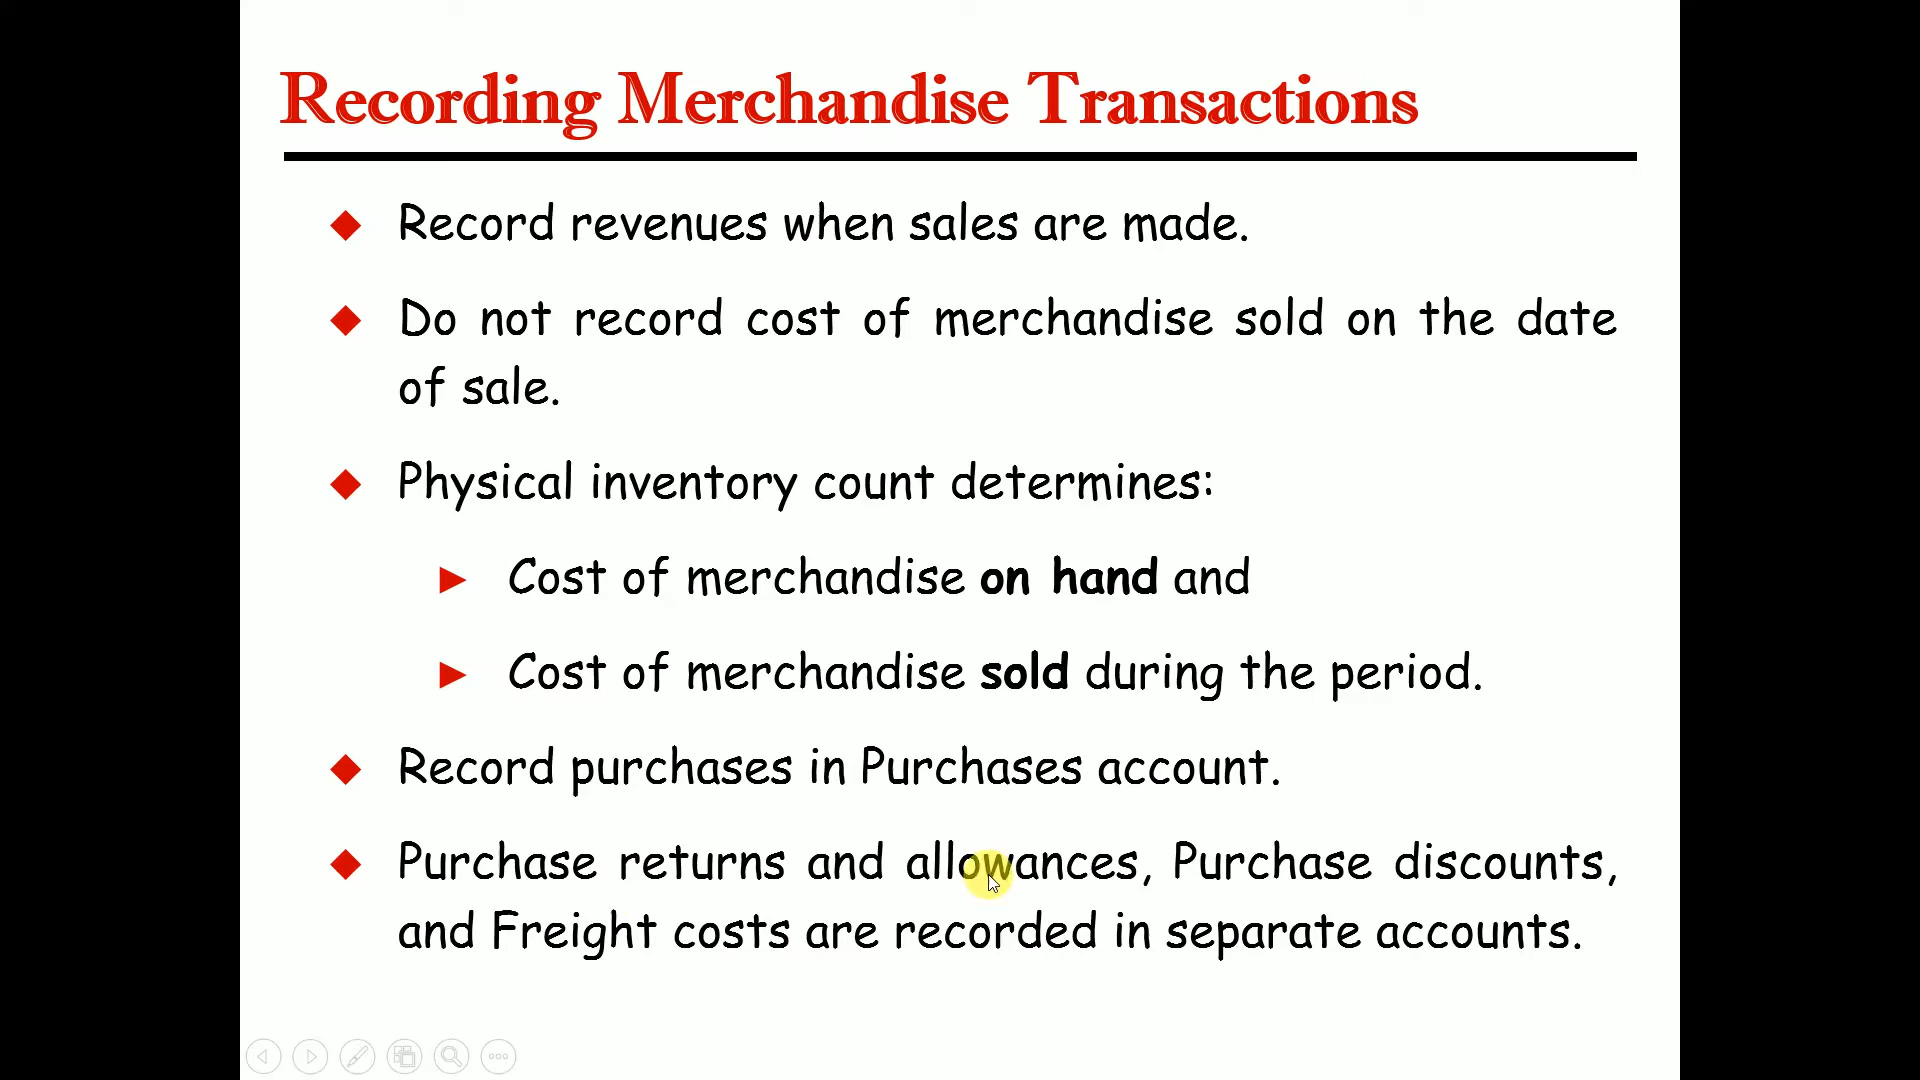 Recording Merchandise Transactions
Record revenues when sales are made.
Do not record cost of merchandise sold on the date
of sale.
Physical inventory count determines:
Cost of merchandise on hand and
Cost of merchandise sold during the period.
Record purchases in Purchases account.
Purchase returns and allowances, Purchase discounts,
and Freight costs are recorded in separate accounts.